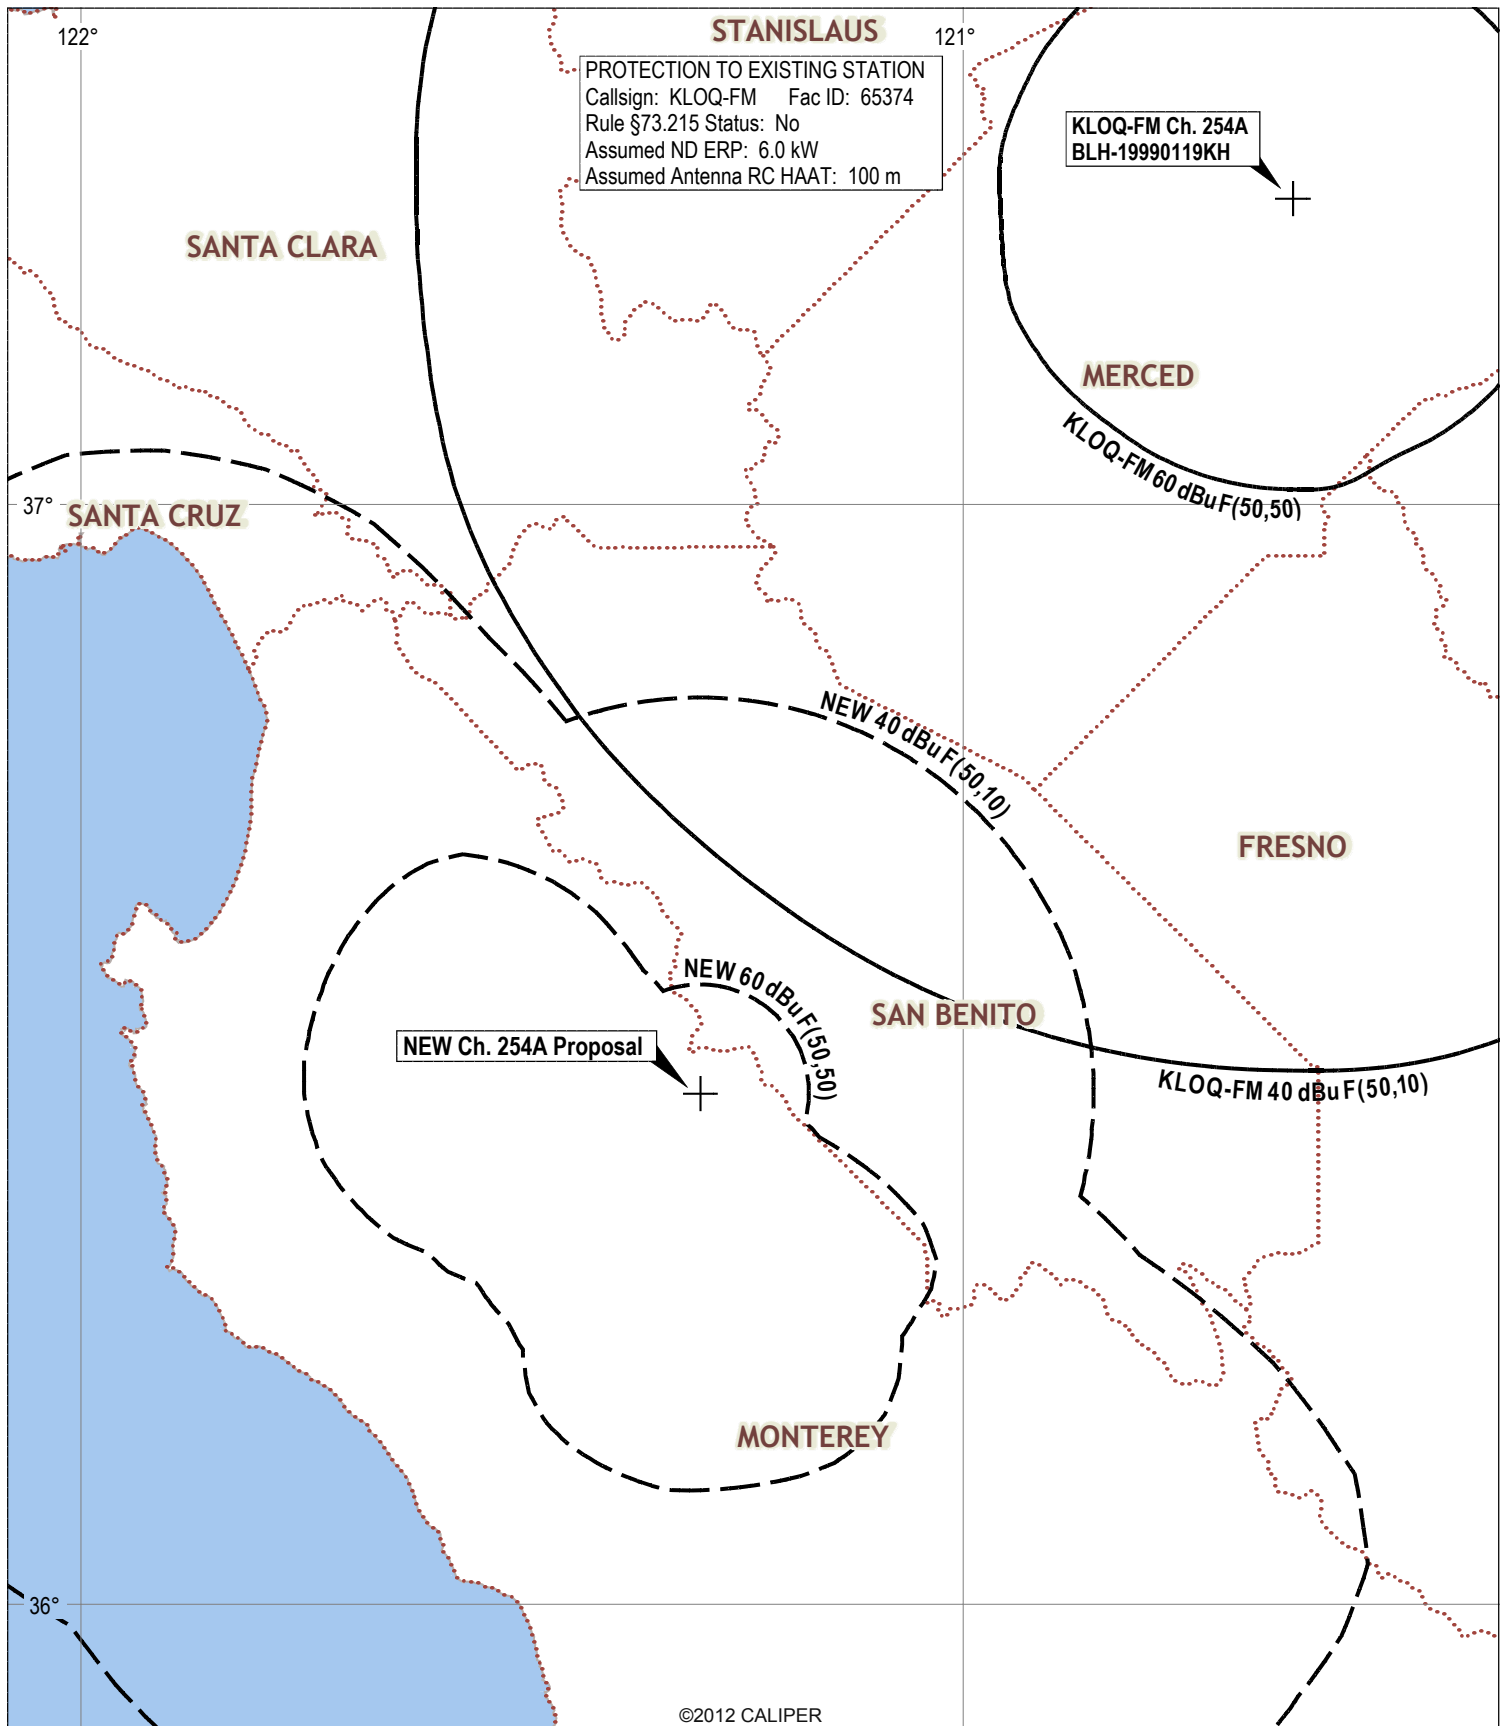 122°
STANISLAUS
121°
PROTECTION TO EXISTING STATION
Callsign: KLOQ-FM Fac ID: 65374
Rule §73.215 Status: No
Assumed ND ERP: 6.0 kW
Assumed Antenna RC HAAT: 100 m
KLOQ-FM Ch. 254A
BLH-19990119KH
SANTA CLARA
MERCED
KLOQ-FM 60 dBu F(50,50)
37°
SANTA CRUZ
NEW 40 dBu F(50,10)
FRESNO
NEW 60 dBu F(50,50)
SAN BENITO
NEW Ch. 254A Proposal
KLOQ-FM 40 dBu F(50,10)
MONTEREY
36°
©2012 CALIPER